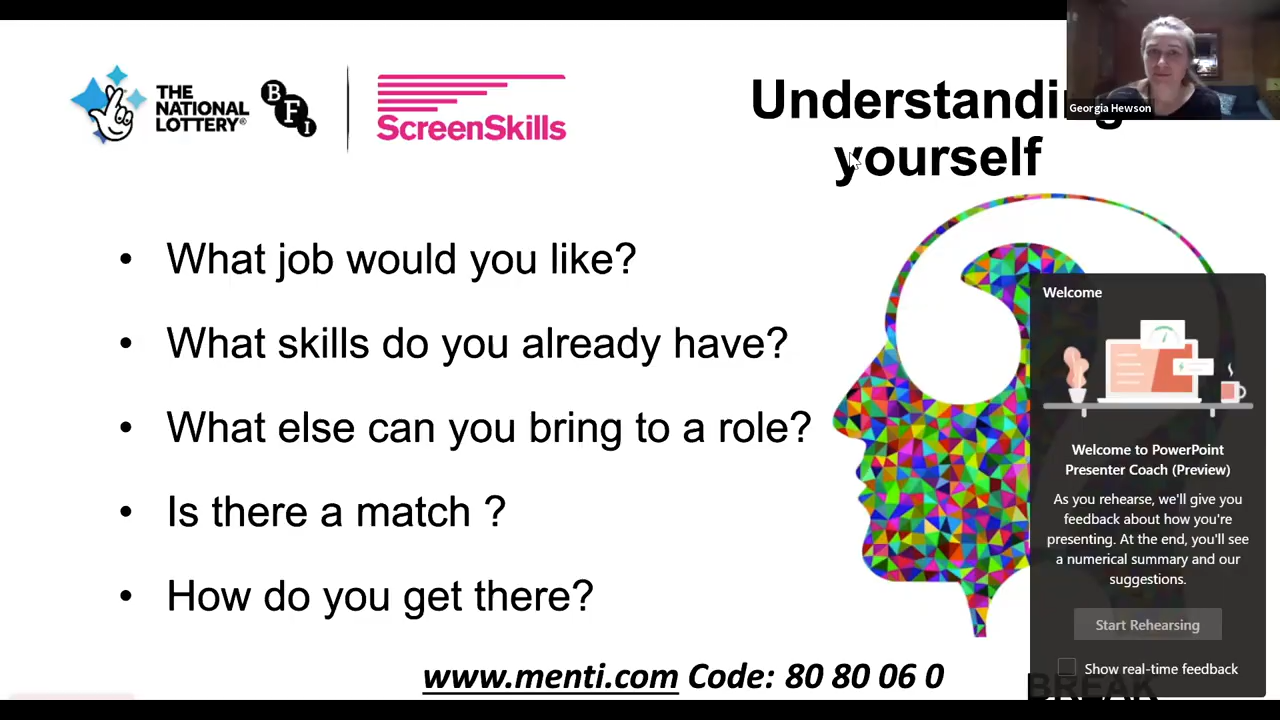 THE
NATIONAL
LOTTERY®
BFI
ScreenSkills
Understanding
yourself
Georgia Hewson
• What job would you like?
• What skills do you already have?
• What else can you bring to a role?
• Is there a match ?
• How do you get there?
www.menti.com Code: 80 80 06 0
Welcome
Welcome to PowerPoint
Presenter Coach (Preview)
As you rehearse, we'll give you
feedback about how you're
presenting. At the end, you'll see
a numerical summary and our
suggestions.
Start Rehearsing
Show real-time feedback
BREAK